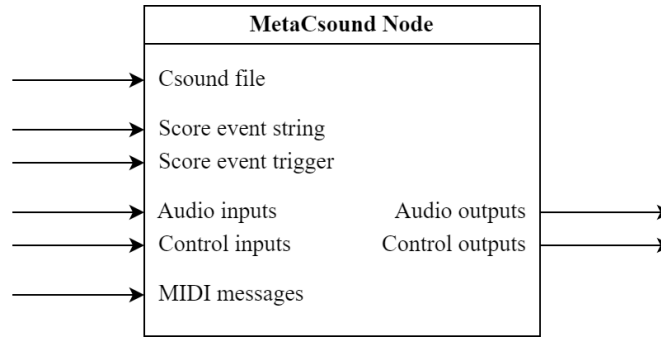 MetaCsound Node
Csound file
Score event string
Score event trigger
Audio inputs
Audio outputs
Control inputs
Control outputs
MIDI messages